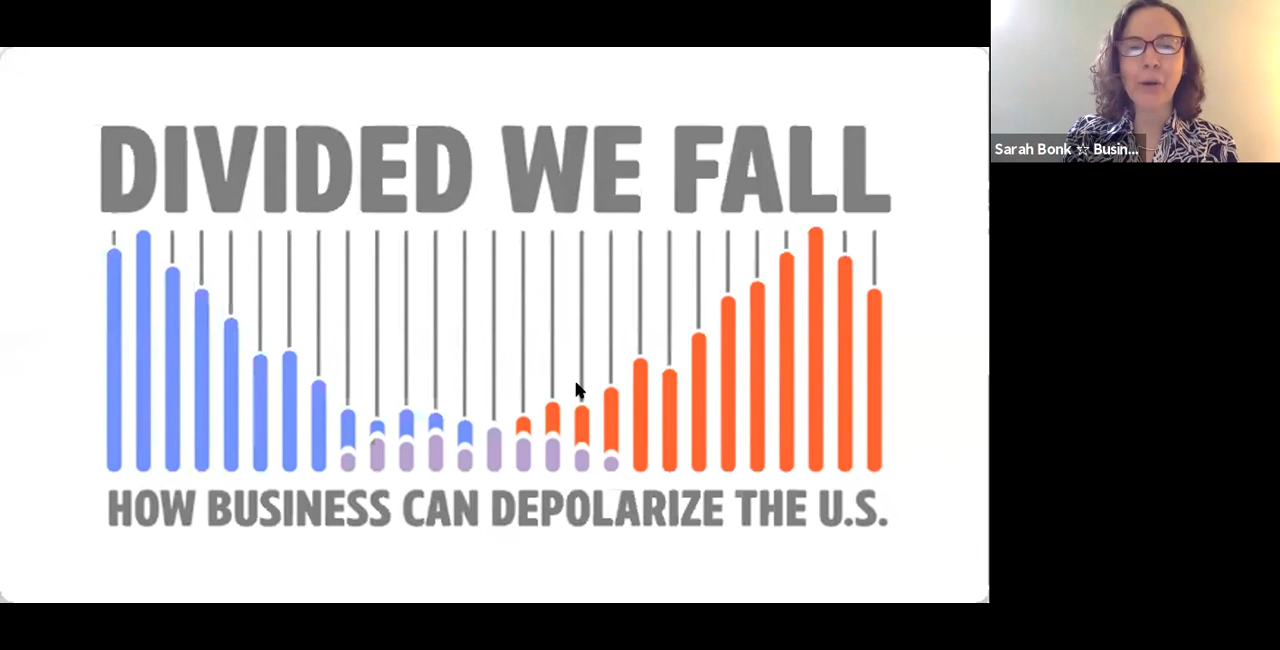 DIVIDED WE FALL
HOW BUSINESS CAN DEPOLARIZE THE U.S.
Sarah Bonk ☆ Busin...